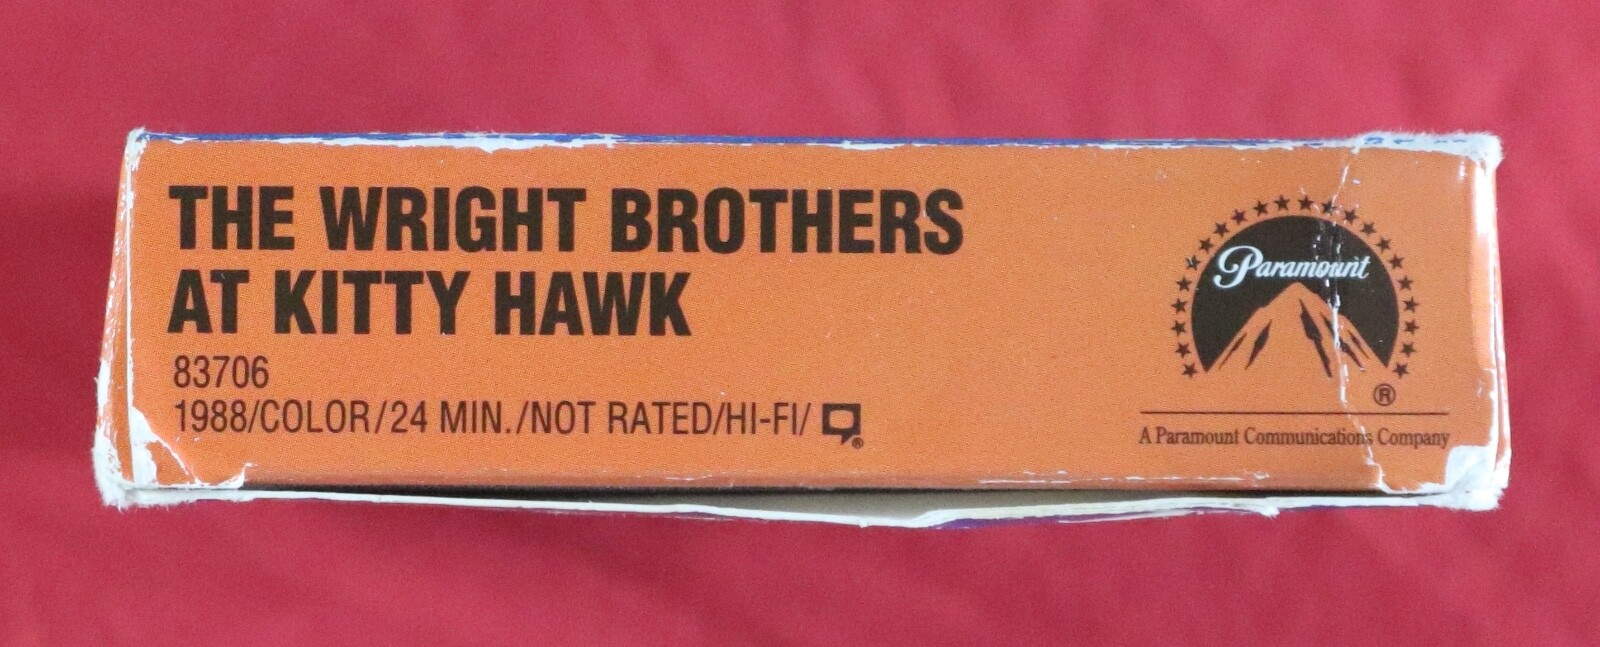 THE WRIGHT BROTHERS
AT KITTY HAWK
83706
1988/COLOR/24 MIN./NOT RATED/HI-FI/
Paramount
®
A Paramount Communications Company